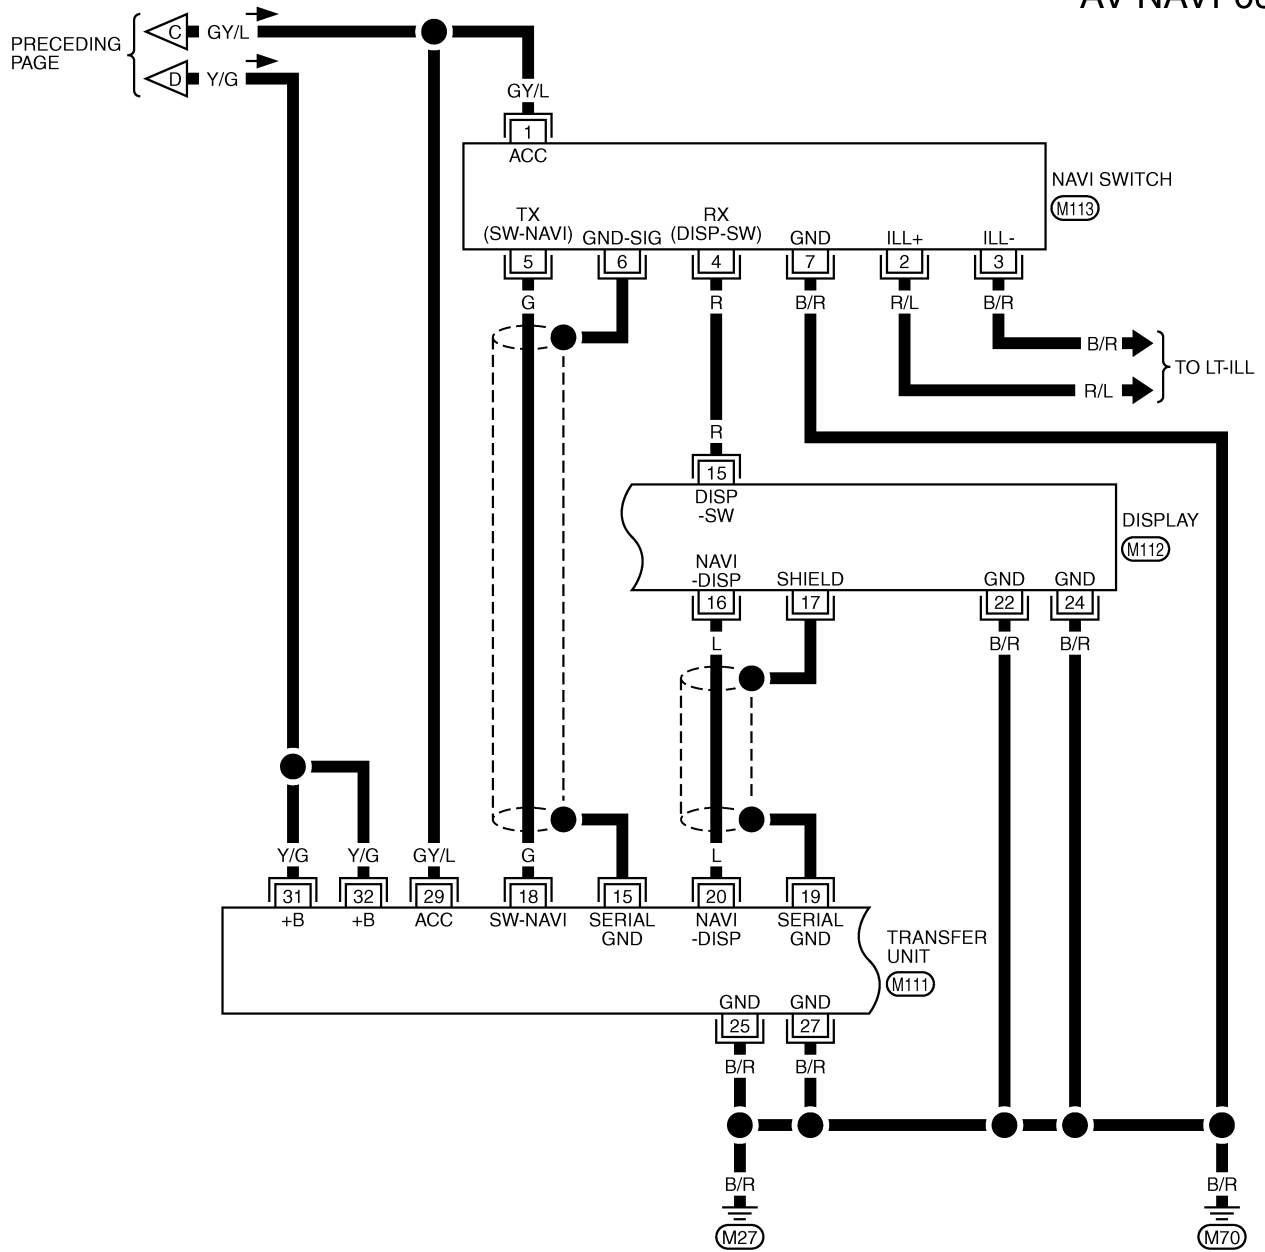 AV-NAVI-0
PRECEDING
PAGE
C GY/L
D Y/G
GY/L
1
ACC
NAVI SWITCH
M113
TX
(SW-NAVI)
GND-SIG
RX
(DISP-SW)
GND
ILL+
ILL-
5 6 4 7 2 3
G R B/R R/L B/R
B/R
R/L
TO LT-ILL
R
15
DISP
-SW
DISPLAY
M112
NAVI
-DISP
SHIELD
GND
GND
16 17 22 24
L B/R B/R
Y/G Y/G GY/L G L
31 32 29 18 15 20 19
+B
+B
ACC
SW-NAVI
SERIAL
GND
NAVI
-DISP
SERIAL
GND
TRANSFER
UNIT
M111
GND GND
25 27
B/R B/R
B/R B/R
M27 M70